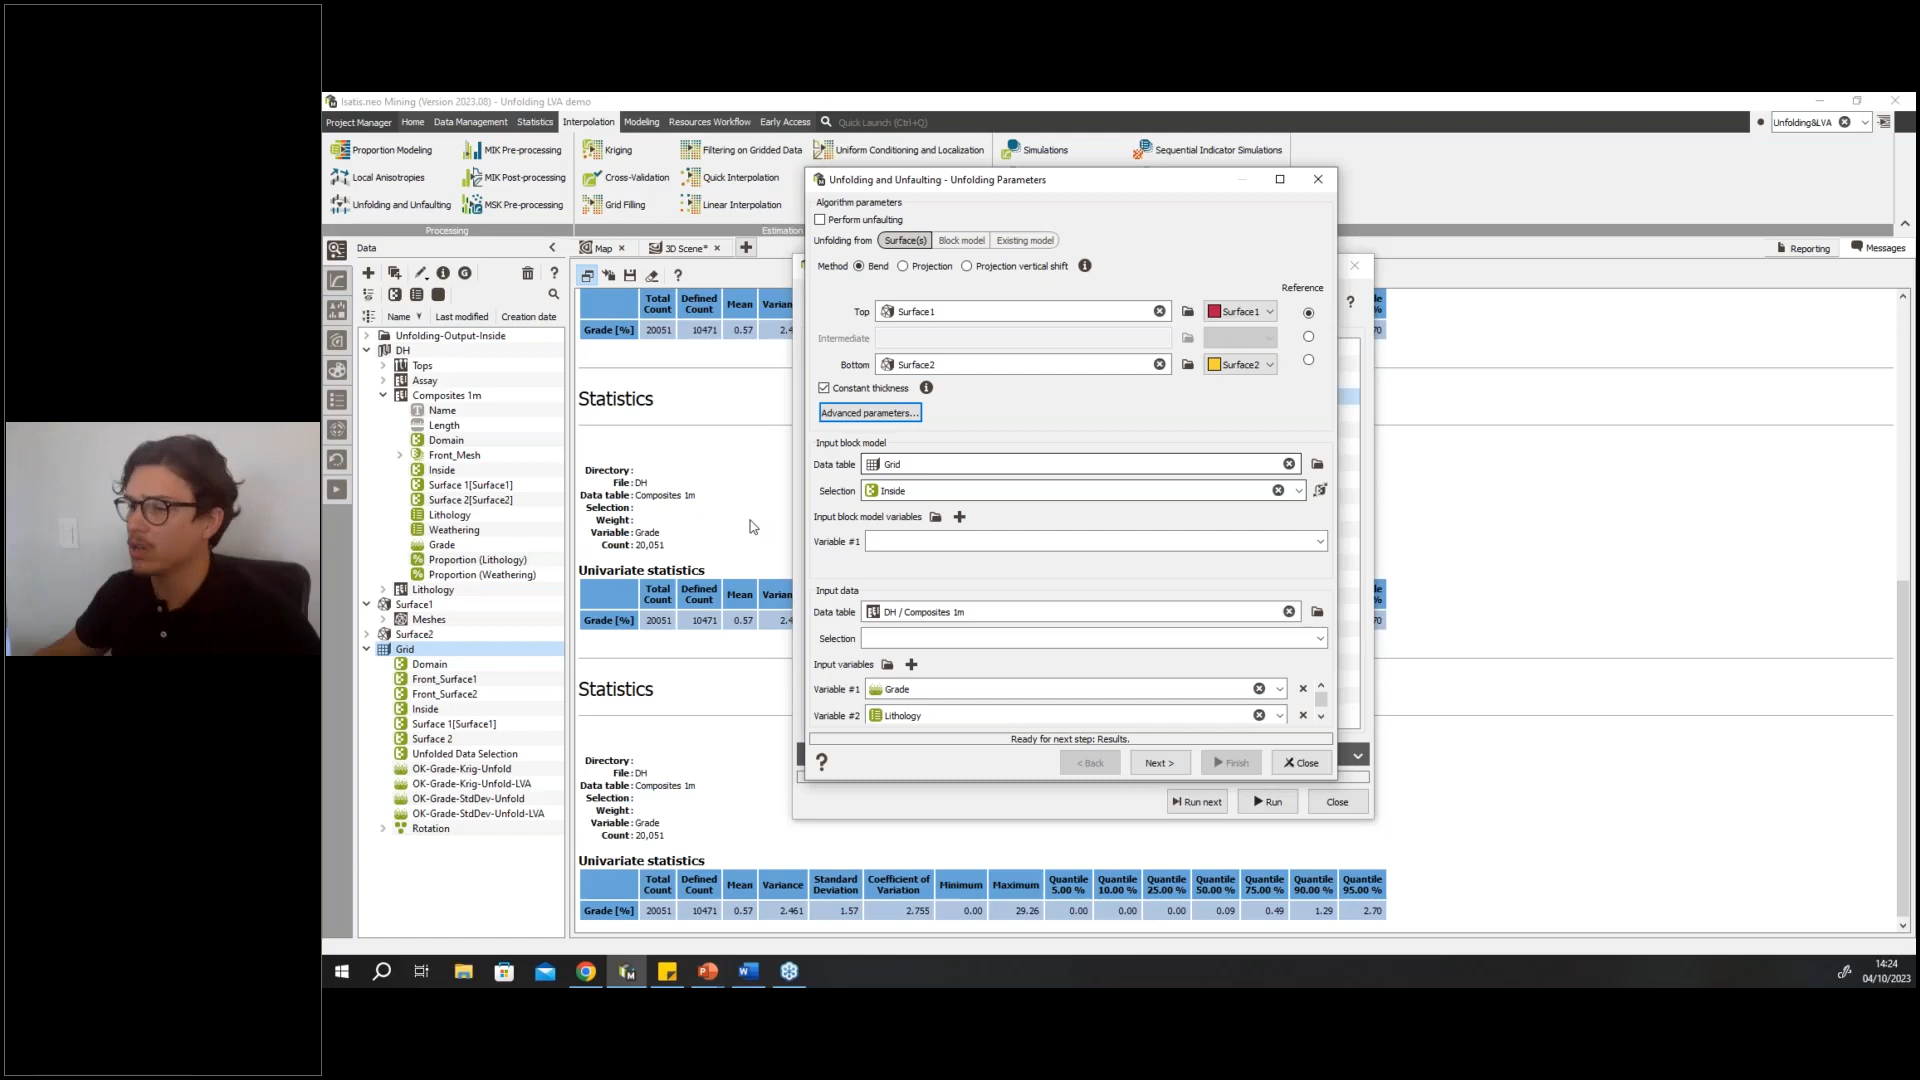 Isatis.neo Mining (Version 2023.08) - Unfolding LVA demo
Project Manager Home Data Management Statistics Interpolation Modeling Resources Workflow Early Access Quick Launch (Ctrl+Q) Unfolding&LVA
Proportion Modeling MIK Pre-processing Kriging Filtering on Gridded Data Uniform Conditioning and Localization Simulations Sequential Indicator Simulations
Local Anisotropies MIK Post-processing Cross-Validation Quick Interpolation
Unfolding and Unfaulting MSK Pre-processing Grid Filling Linear Interpolation
Processing
Data
Name Last modified Creation date
Unfolding-Output-Inside
DH
Tops
Assay
Composites 1m
Name
Length
Domain
Front_Mesh
Inside
Surface 1[Surface1]
Surface 2[Surface2]
Lithology
Weathering
Grade
Proportion (Lithology)
Proportion (Weathering)
Lithology
Surface1
Meshes
Surface2
Grid
Domain
Front_Surface1
Front_Surface2
Inside
Surface 1[Surface1]
Surface 2
Unfolded Data Selection
OK-Grade-Krig-Unfold
OK-Grade-Krig-Unfold-LVA
OK-Grade-StdDev-Unfold
OK-Grade-StdDev-Unfold-LVA
Rotation
Map 3D Scene* Reporting Messages
Total Count Defined Count Mean
Grade [%] 20051 10471 0.57
Statistics
Directory :
File : DH
Data table : Composites 1m
Selection :
Weight :
Variable : Grade
Count : 20,051
Univariate statistics
Total Count Defined Count Mean
Grade [%] 20051 10471 0.57
Statistics
Directory :
File : DH
Data table : Composites 1m
Selection :
Weight :
Variable : Grade
Count : 20,051
Univariate statistics
Total Count Defined Count Mean Variance Standard Deviation Coefficient of Variation Minimum Maximum Quantile 5.00 % Quantile 10.00 % Quantile 25.00 % Quantile 50.00 % Quantile 75.00 % Quantile 90.00 % Quantile 95.00 %
Grade [%] 20051 10471 0.57 2.461 1.57 2.755 0.00 29.26 0.00 0.00 0.00 0.09 0.49 1.29 2.70
Unfolding and Unfaulting - Unfolding Parameters
Algorithm parameters
Perform unfaulting
Unfolding from Surface(s) Block model Existing model
Method Bend Projection Projection vertical shift
Reference
Top Surface1 Surface1
Intermediate
Bottom Surface2 Surface2
Constant thickness
Advanced parameters...
Input block model
Data table Grid
Selection Inside
Input block model variables
Variable #1
Input data
Data table DH / Composites 1m
Selection
Input variables
Variable #1 Grade
Variable #2 Lithology
Ready for next step: Results.
< Back Next > Finish Close
Run next Run Close
14:24
04/10/2023